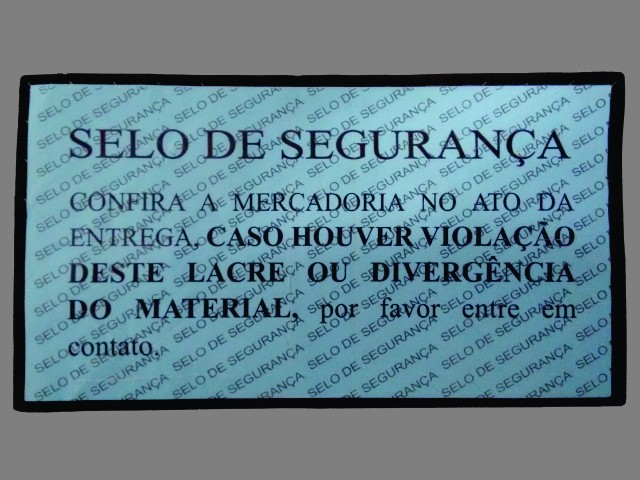 SELO DE SEGURANÇA
CONFIRA A MERCADORIA NO ATO DA
ENTREGA, CASO HOUVER VIOLAÇÃO
DESTE LACRE OU DIVERGÊNCIA
DO MATERIAL, por favor entre em
contato.